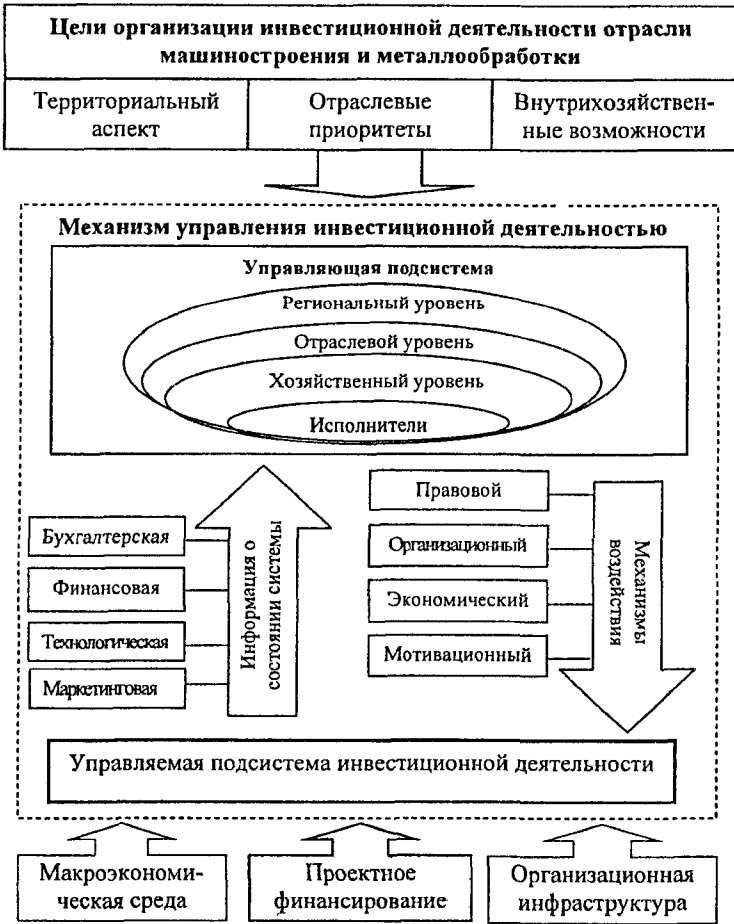 Цели организации инвестиционной деятельности отрасли
машиностроения и металлообработки
Территориальный
аспект
Отраслевые
приоритеты
Внутрихозяйствен-
ные возможности
Механизм управления инвестиционной деятельностью
Управляющая подсистема
Региональный уровень
Отраслевой уровень
Хозяйственный уровень
Исполнители
Бухгалтерская
Финансовая
Технологическая
Маркетинговая
Информация о
состоянии системы
Правовой
Организационный
Экономический
Мотивационный
Механизмы
воздействия
Управляемая подсистема инвестиционной деятельности
Макроэкономи-
ческая среда
Проектное
финансирование
Организационная
инфраструктура